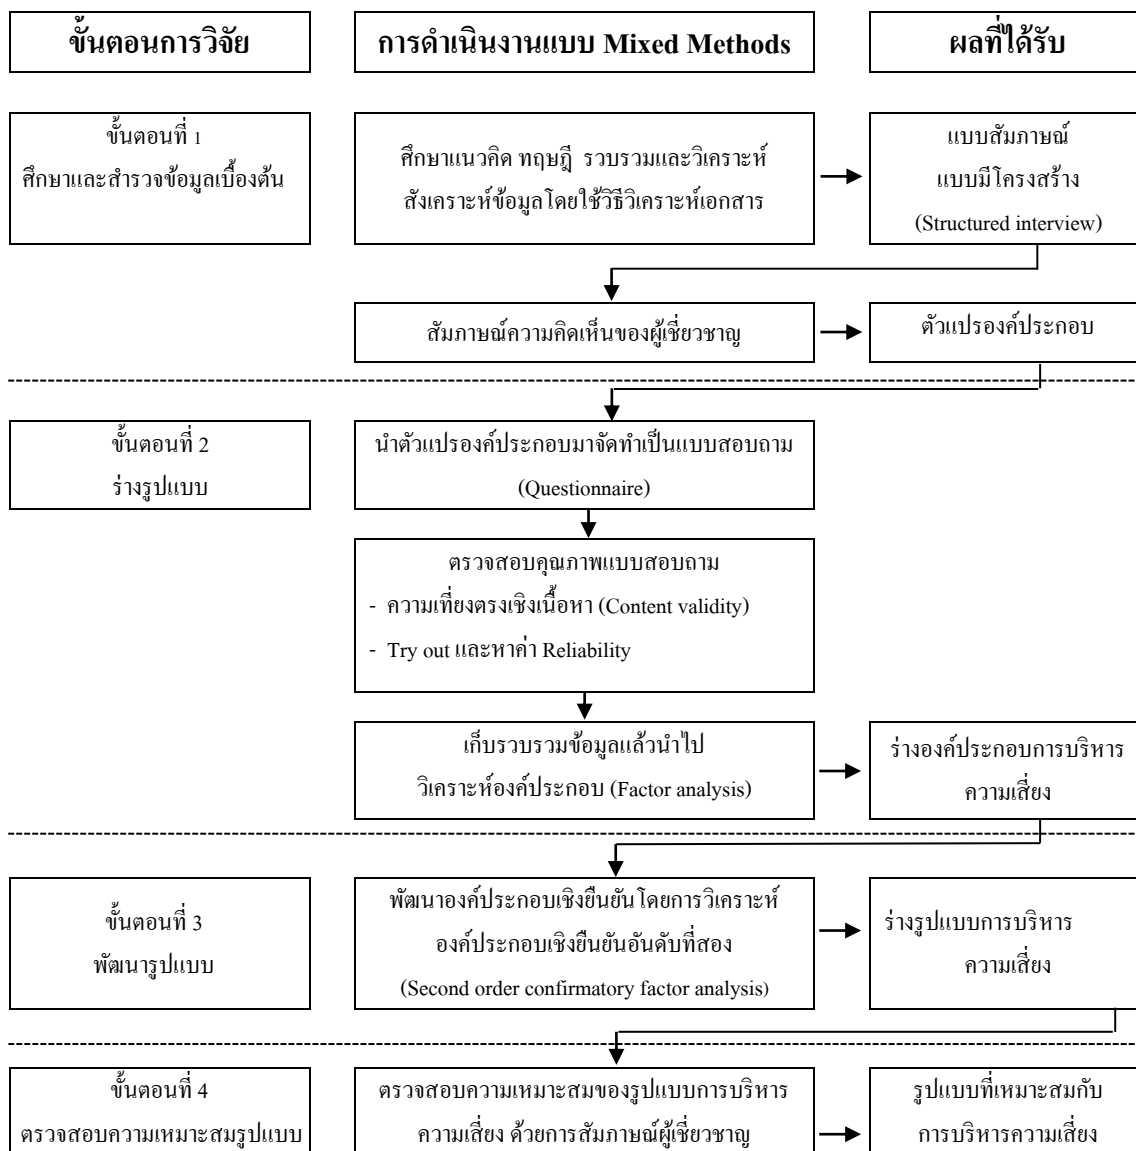 ขั้นตอนการวิจัย
การดำเนินงานแบบ Mixed Methods
ผลที่ได้รับ
ขั้นตอนที่ 1
ศึกษาและสำรวจข้อมูลเบื้องต้น
ศึกษาแนวคิด ทฤษฎี รวบรวมและวิเคราะห์
สังเคราะห์ข้อมูลโดยใช้วิธีวิเคราะห์เอกสาร
แบบสัมภาษณ์
แบบมีโครงสร้าง
(Structured interview)
สัมภาษณ์ความคิดเห็นของผู้เชี่ยวชาญ
ตัวแปรองค์ประกอบ
ขั้นตอนที่ 2
ร่างรูปแบบ
นำตัวแปรองค์ประกอบมาจัดทำเป็นแบบสอบถาม
(Questionnaire)
ตรวจสอบคุณภาพแบบสอบถาม
- ความเที่ยงตรงเชิงเนื้อหา (Content validity)
- Try out และหาค่า Reliability
เก็บรวบรวมข้อมูลแล้วนำไป
วิเคราะห์องค์ประกอบ (Factor analysis)
ร่างองค์ประกอบการบริหาร
ความเสี่ยง
ขั้นตอนที่ 3
พัฒนารูปแบบ
พัฒนาองค์ประกอบเชิงยืนยันโดยการวิเคราะห์
องค์ประกอบเชิงยืนยันอันดับที่สอง
(Second order confirmatory factor analysis)
ร่างรูปแบบการบริหาร
ความเสี่ยง
ขั้นตอนที่ 4
ตรวจสอบความเหมาะสมรูปแบบ
ตรวจสอบความเหมาะสมของรูปแบบการบริหาร
ความเสี่ยง ด้วยการสัมภาษณ์ผู้เชี่ยวชาญ
รูปแบบที่เหมาะสมกับ
การบริหารความเสี่ยง